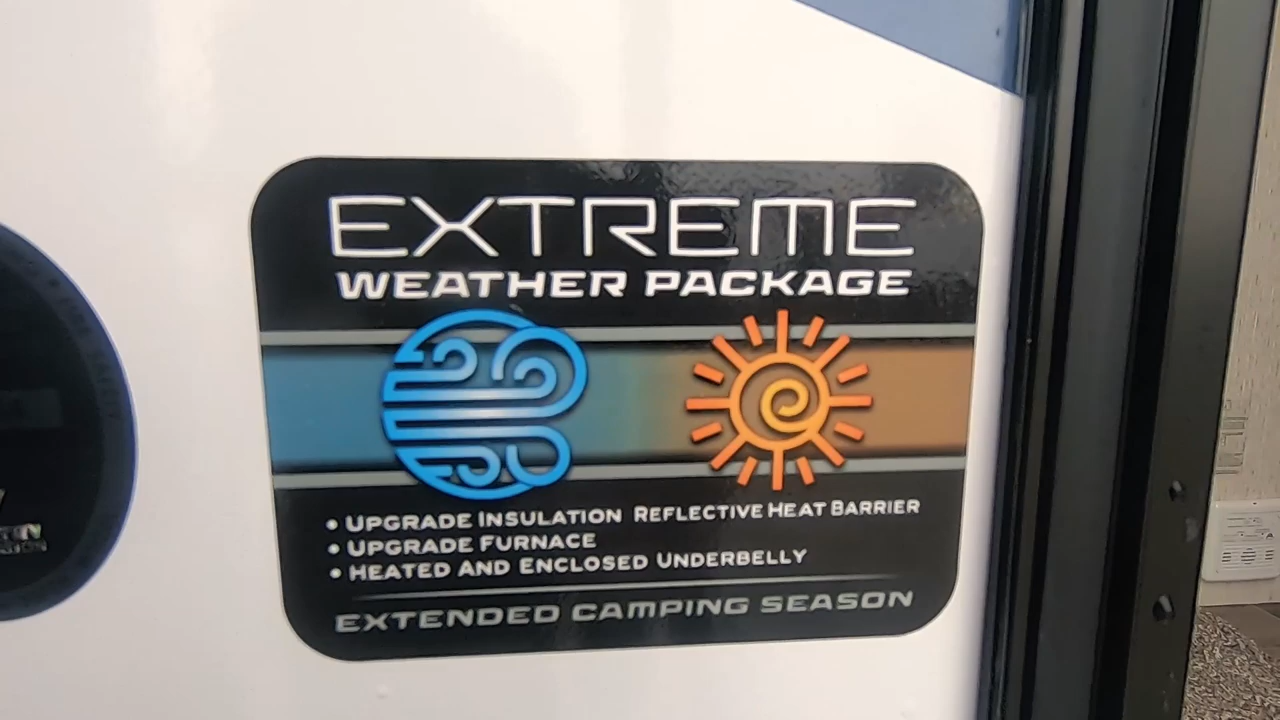 EXTREME
WEATHER PACKAGE
• UPGRADE INSULATION REFLECTIVE HEAT BARRIER
• UPGRADE FURNACE
• HEATED AND ENCLOSED UNDERBELLY
EXTENDED CAMPING SEASON